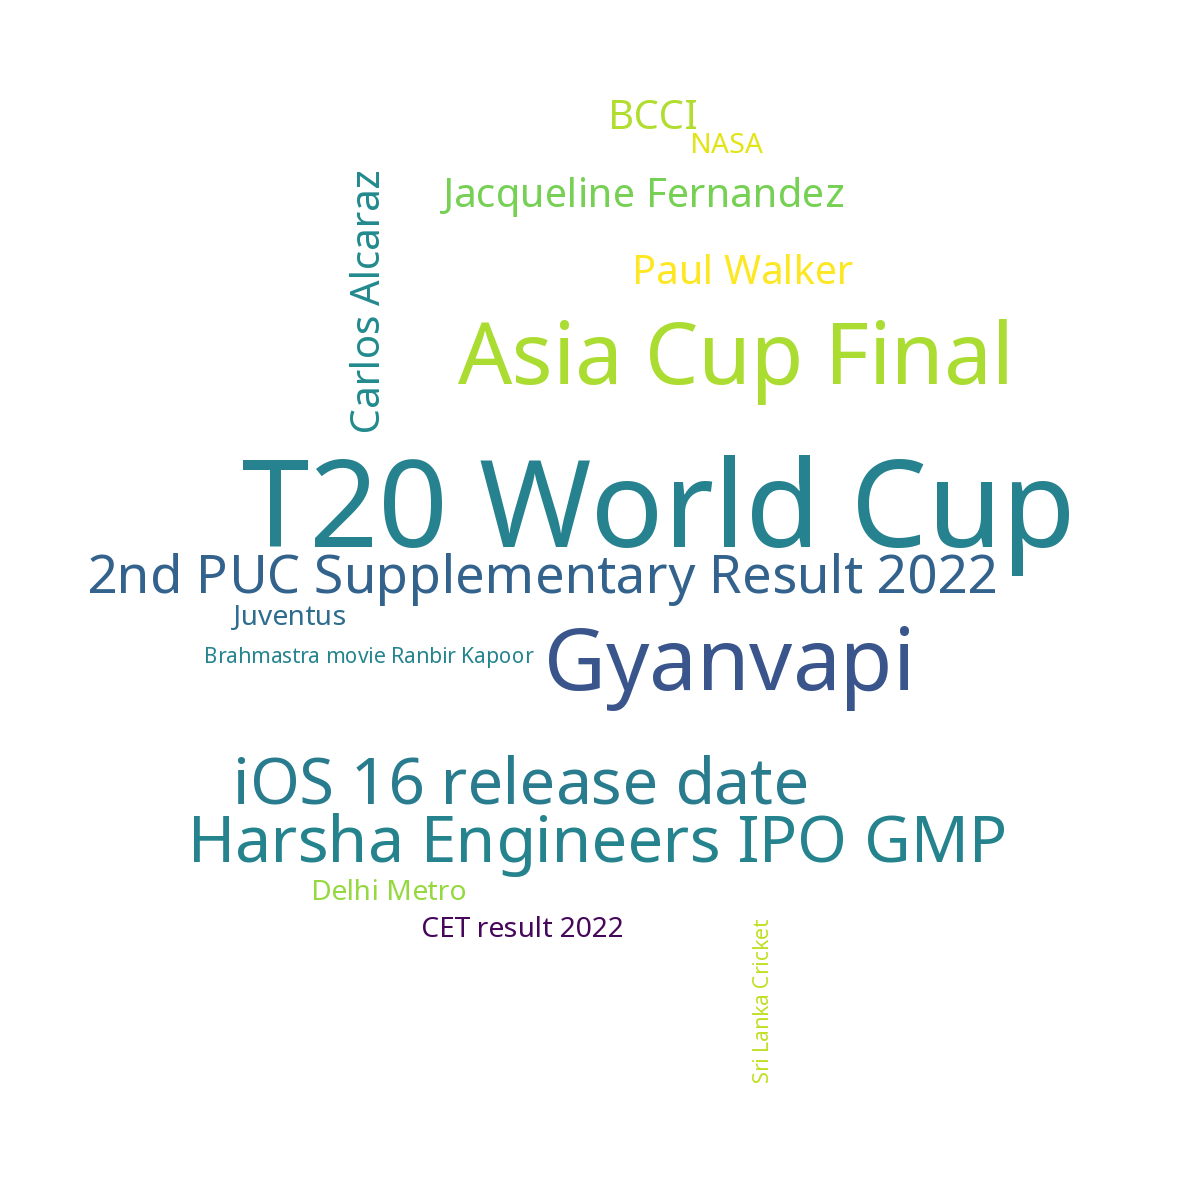 BCCI
NASA
Jacqueline Fernandez
Carlos Alcaraz
Paul Walker
Asia Cup Final
T20 World Cup
2nd PUC Supplementary Result 2022
Juventus
Brahmastra movie Ranbir Kapoor
Gyanvapi
iOS 16 release date
Harsha Engineers IPO GMP
Delhi Metro
CET result 2022
Sri Lanka Cricket